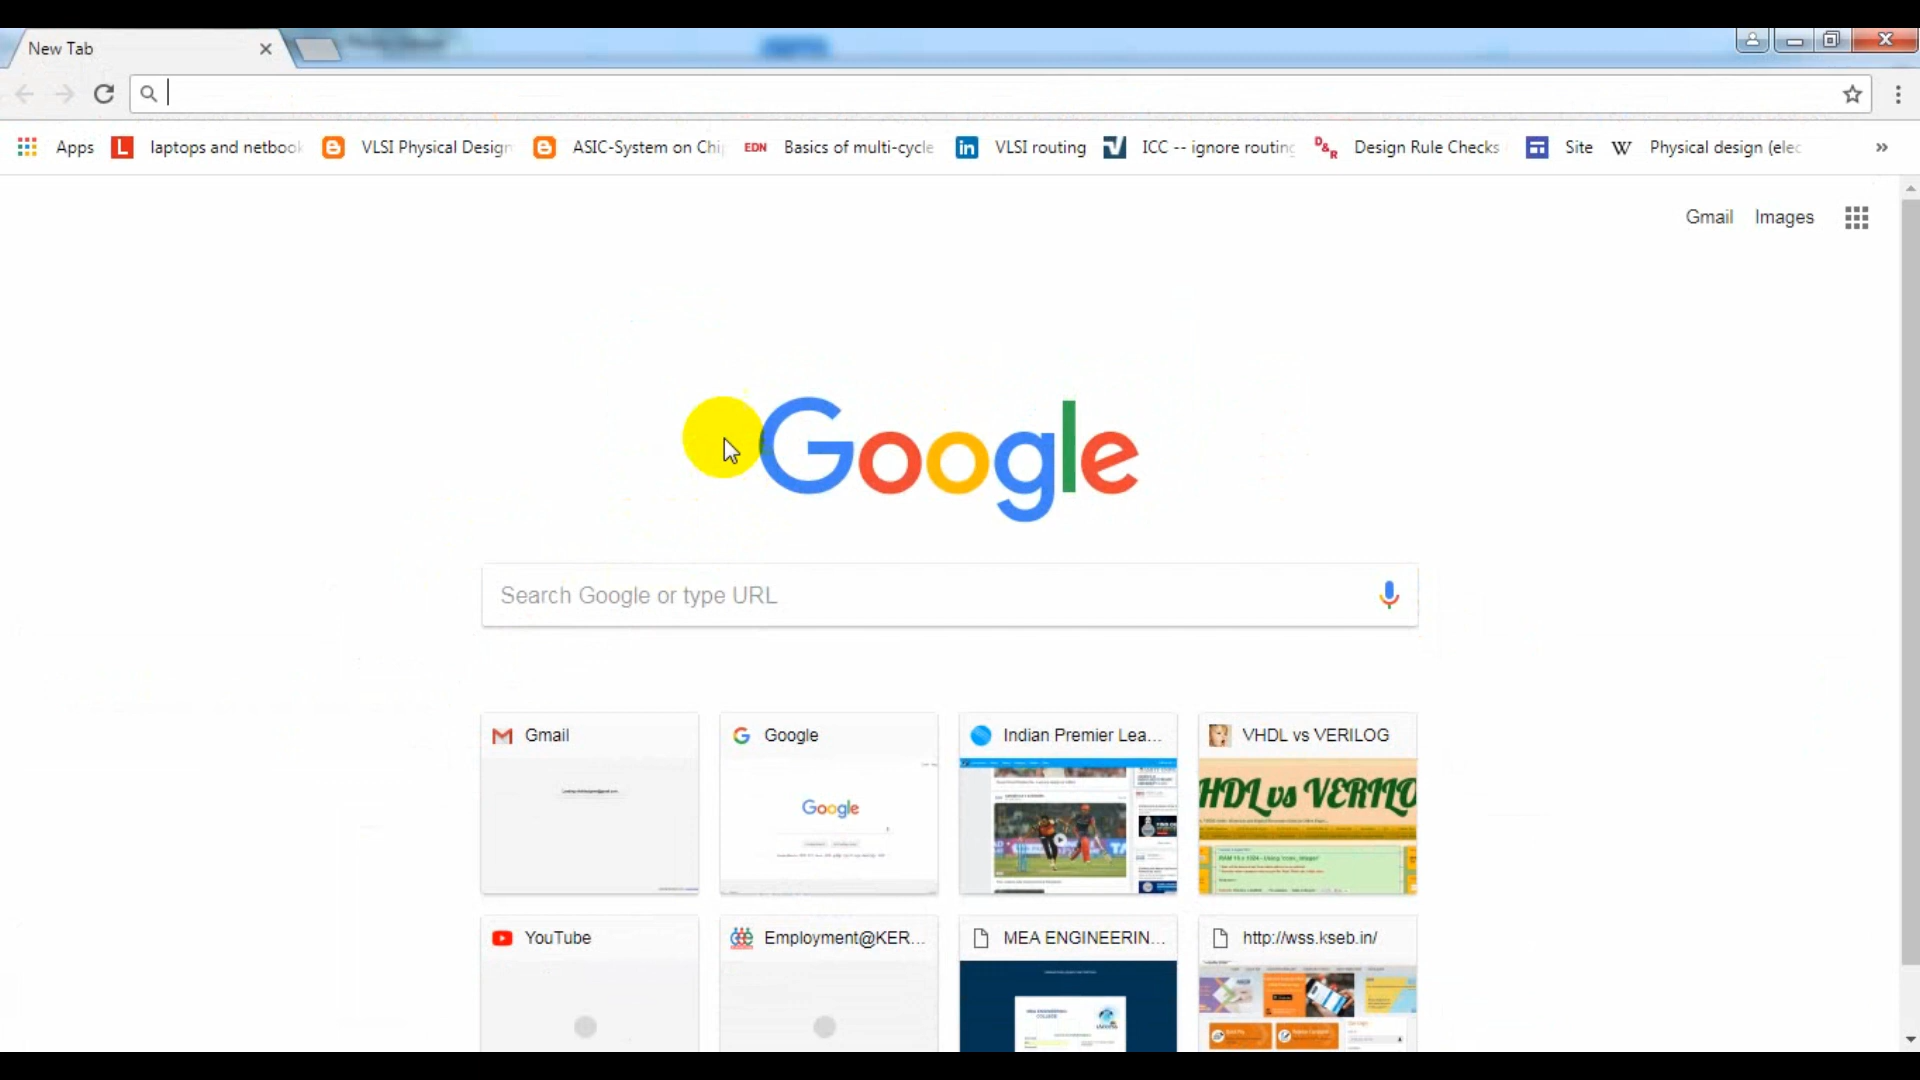 New Tab
Apps laptops and netbook VLSI Physical Design ASIC-System on Chi EDN Basics of multi-cycle VLSI routing ICC -- ignore routing Design Rule Checks Site Physical design (elec »
Gmail Images
Google
Search Google or type URL
Gmail Google Indian Premier Lea... VHDL vs VERILOG
Google
HDL vs VERILO
YouTube Employment@KER... MEA ENGINEERIN... http://wss.kseb.in/